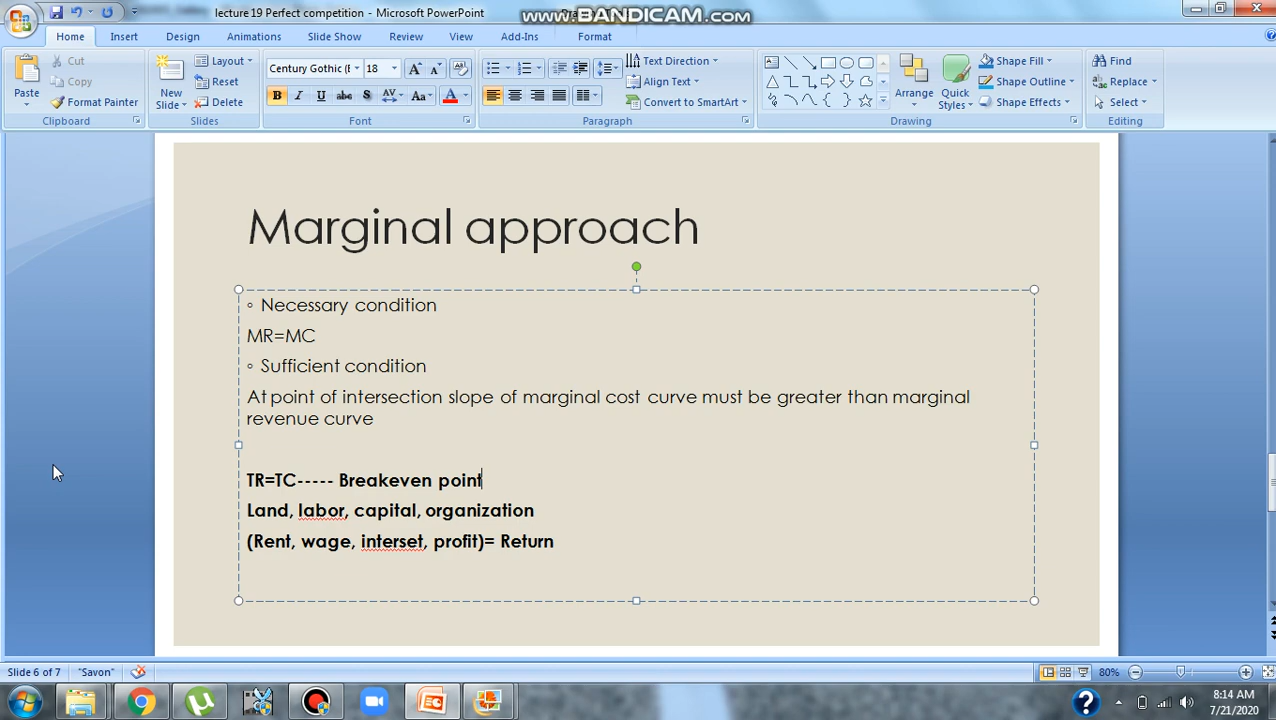 lecture 19 Perfect competition - Microsoft PowerPoint
www.BANDICAM.com
Home Insert Design Animations Slide Show Review View Add-Ins Format
Paste
Cut
Copy
Format Painter
Clipboard
New Slide
Layout
Reset
Delete
Slides
Century Gothic (
18
B I U abc S AV Aa A
Font
Text Direction
Align Text
Convert to SmartArt
Paragraph
Arrange
Quick Styles
Shape Fill
Shape Outline
Shape Effects
Drawing
Find
Replace
Select
Editing
Marginal approach
◦ Necessary condition
MR=MC
◦ Sufficient condition
At point of intersection slope of marginal cost curve must be greater than marginal
revenue curve
TR=TC----- Breakeven point
Land, labor, capital, organization
(Rent, wage, interset, profit)= Return
Slide 6 of 7
"Savon"
80%
8:14 AM
7/21/2020